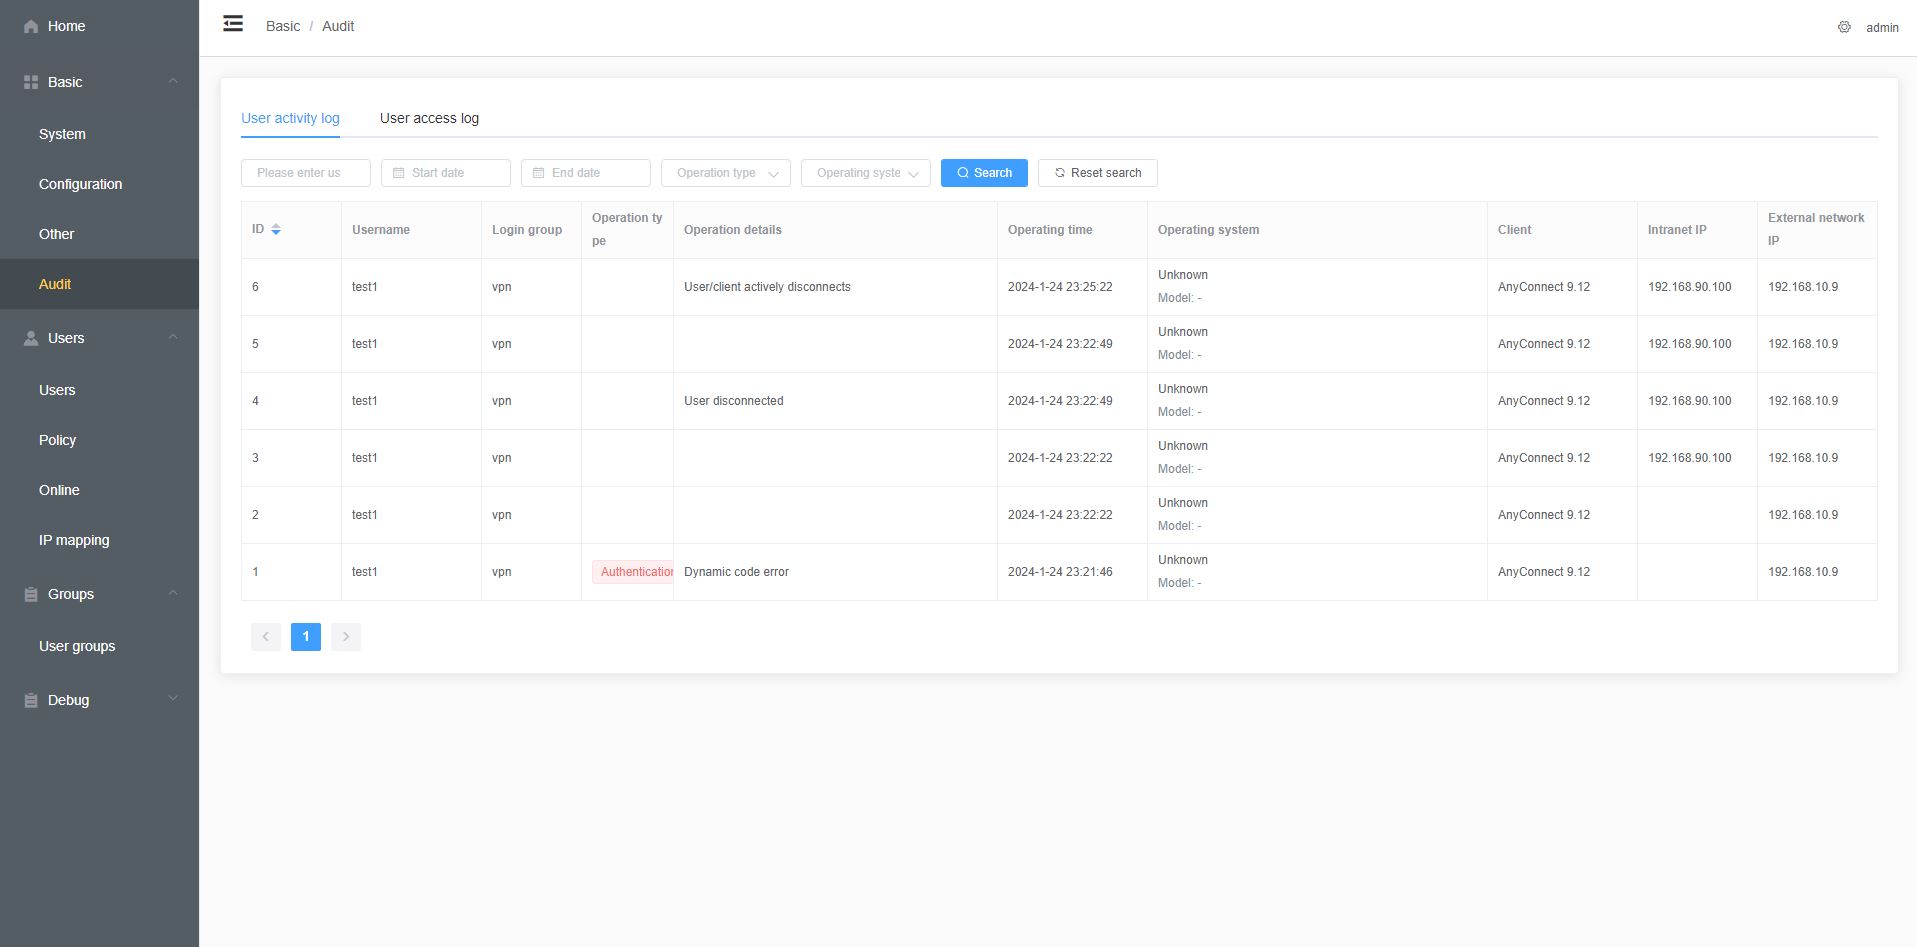 Home
Basic
System
Configuration
Other
Audit
Users
Users
Policy
Online
IP mapping
Groups
User groups
Debug
Basic / Audit
admin
User activity log User access log
Please enter us Start date End date Operation type Operating syste Search Reset search
ID Username Login group Operation ty Operation details Operating time Operating system Client Intranet IP External network
pe IP
6 test1 vpn User/client actively disconnects 2024-1-24 23:25:22 Unknown AnyConnect 9.12 192.168.90.100 192.168.10.9
Model: -
5 test1 vpn 2024-1-24 23:22:49 Unknown AnyConnect 9.12 192.168.90.100 192.168.10.9
Model: -
4 test1 vpn User disconnected 2024-1-24 23:22:49 Unknown AnyConnect 9.12 192.168.90.100 192.168.10.9
Model: -
3 test1 vpn 2024-1-24 23:22:22 Unknown AnyConnect 9.12 192.168.90.100 192.168.10.9
Model: -
2 test1 vpn 2024-1-24 23:22:22 Unknown AnyConnect 9.12 192.168.10.9
Model: -
1 test1 vpn Authentication Dynamic code error 2024-1-24 23:21:46 Unknown AnyConnect 9.12 192.168.10.9
Model: -
1